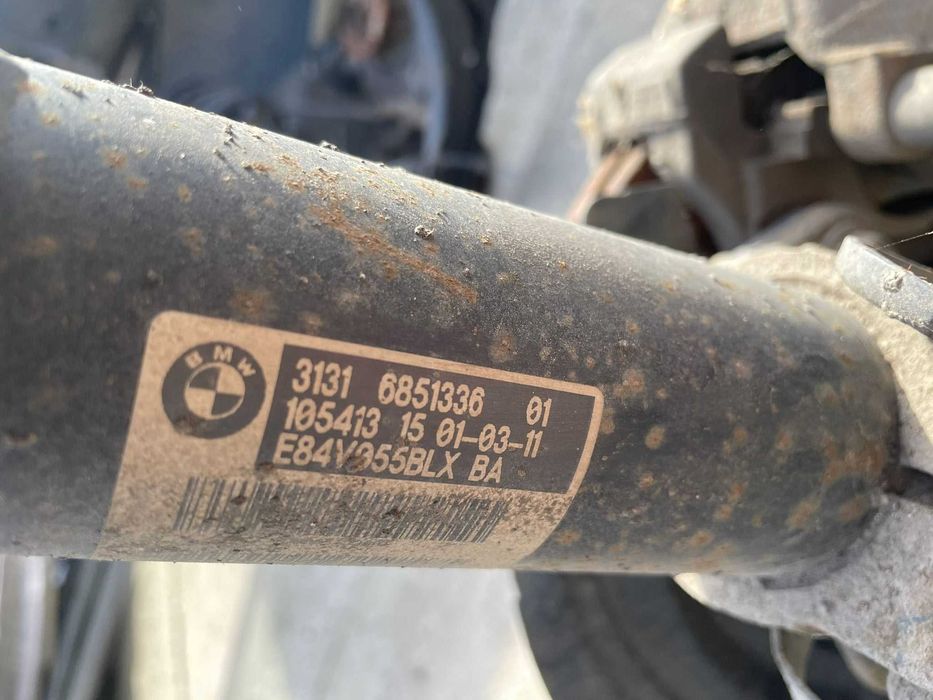 BMW
3131 6851336 01
105413 15 01-03-11
E84V055BLX BA